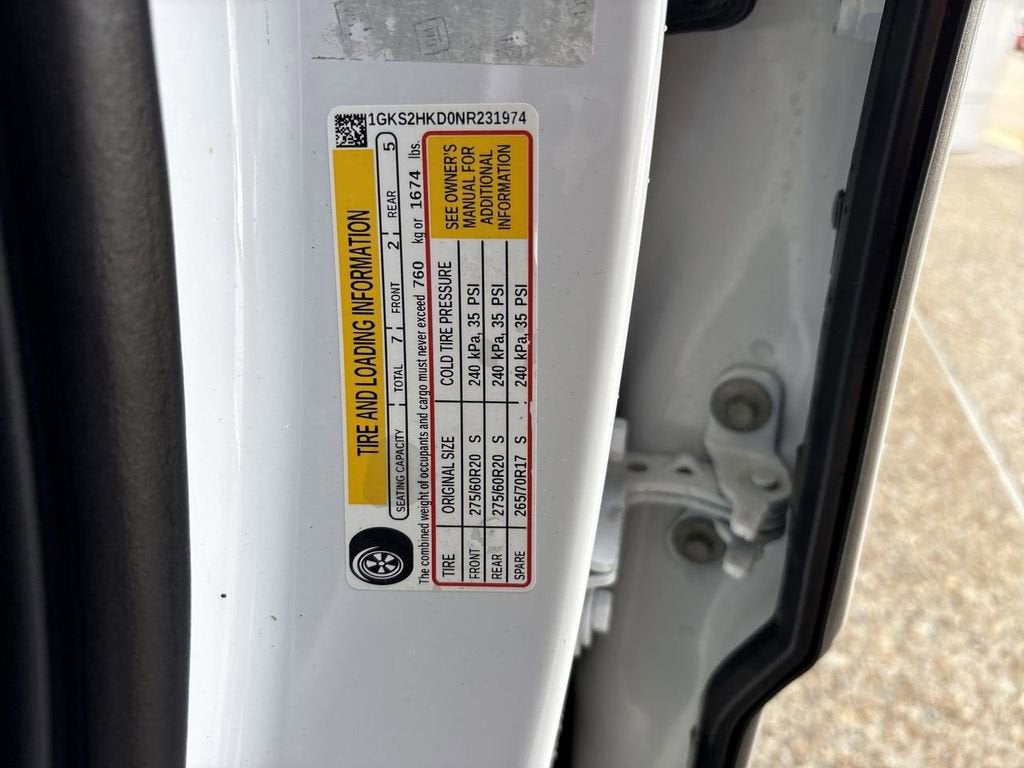 1GKS2HKD0NR231974
TIRE AND LOADING INFORMATION
SEATING CAPACITY TOTAL 7 FRONT 2 REAR 5
The combined weight of occupants and cargo must never exceed 760 kg or 1674 lbs.
TIRE ORIGINAL SIZE COLD TIRE PRESSURE
FRONT 275/60R20 S 240 kPa, 35 PSI
REAR 275/60R20 S 240 kPa, 35 PSI
SPARE 265/70R17 S 240 kPa, 35 PSI
SEE OWNER'S
MANUAL FOR
ADDITIONAL
INFORMATION